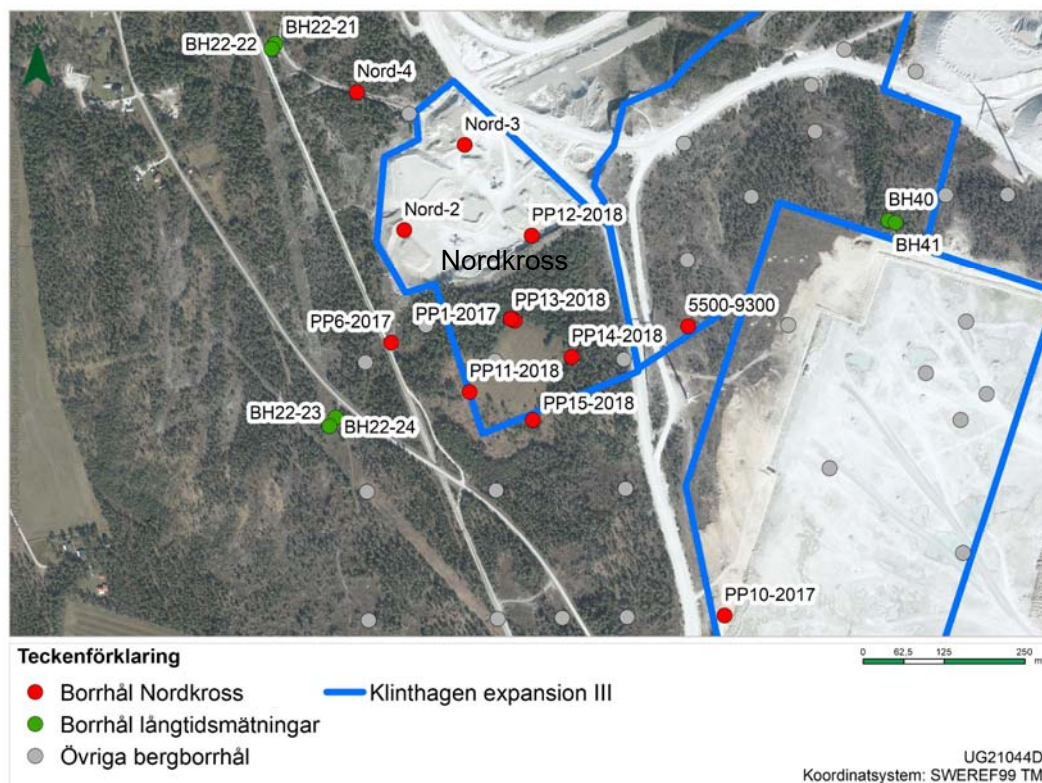 BH22-21
BH22-22
Nord-4
Nord-3
BH40
Nord-2
PP12-2018
BH41
Nordkross
PP1-2017
PP13-2018
5500-9300
PP6-2017
PP14-2018
PP11-2018
BH22-23
PP15-2018
BH22-24
PP10-2017
Teckenförklaring
0 62,5 125 250
m
Borrhål Nordkross
Klinthagen expansion III
Borrhål långtidsmätningar
Övriga bergborrhål
UG21044D
Koordinatsystem: SWEREF99 TM